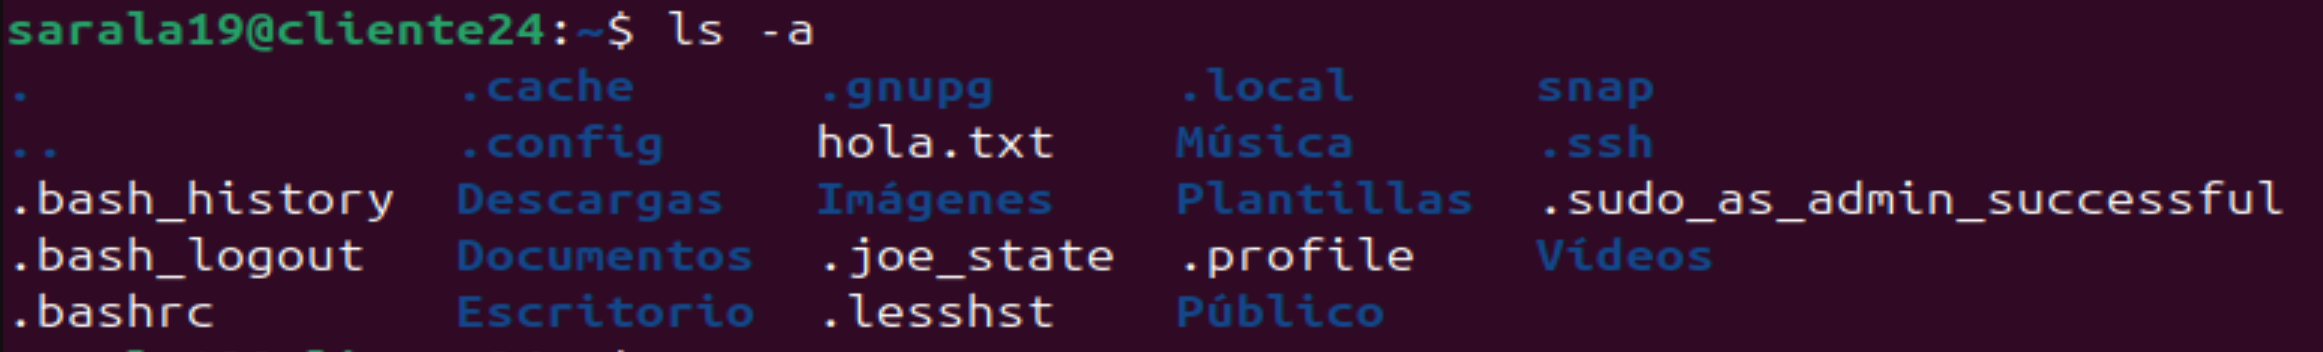 sarala19@cliente24:~$ ls -a
. .cache .gnupg .local snap
.. .config hola.txt Música .ssh
.bash_history Descargas Imágenes Plantillas .sudo_as_admin_successful
.bash_logout Documentos .joe_state .profile Vídeos
.bashrc Escritorio .lesshst Público